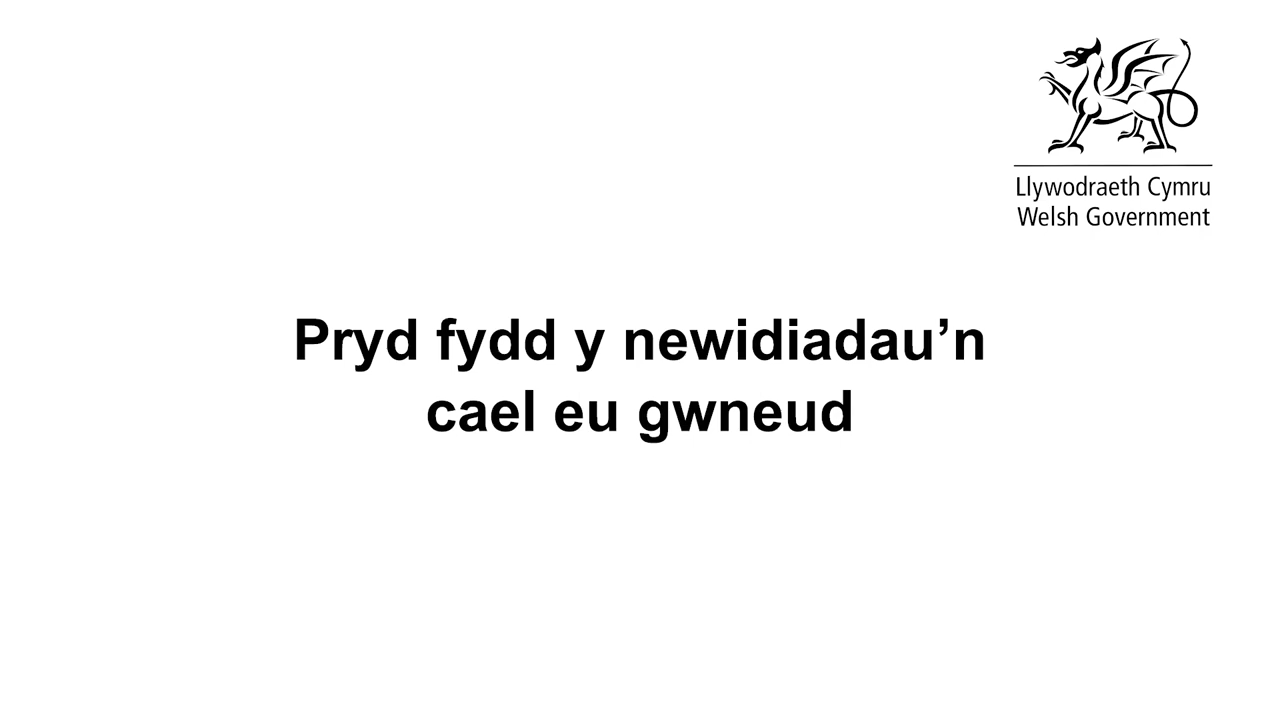 Llywodraeth Cymru
Welsh Government
Pryd fydd y newidiadau’n
cael eu gwneud